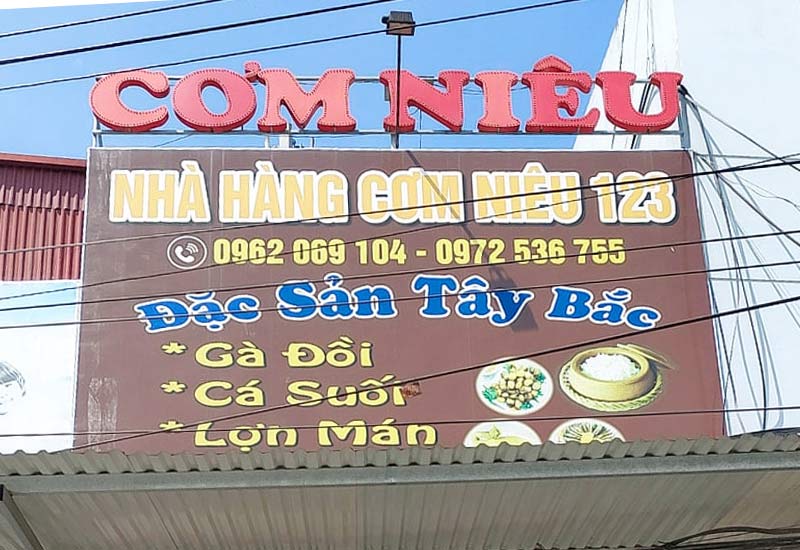 CƠM NIÊU
NHÀ HÀNG CƠM NIÊU 123
0962 069 104 - 0972 536 755
Đặc Sản Tây Bắc
* Gà Đồi
* Cá Suối
* Lợn Mán